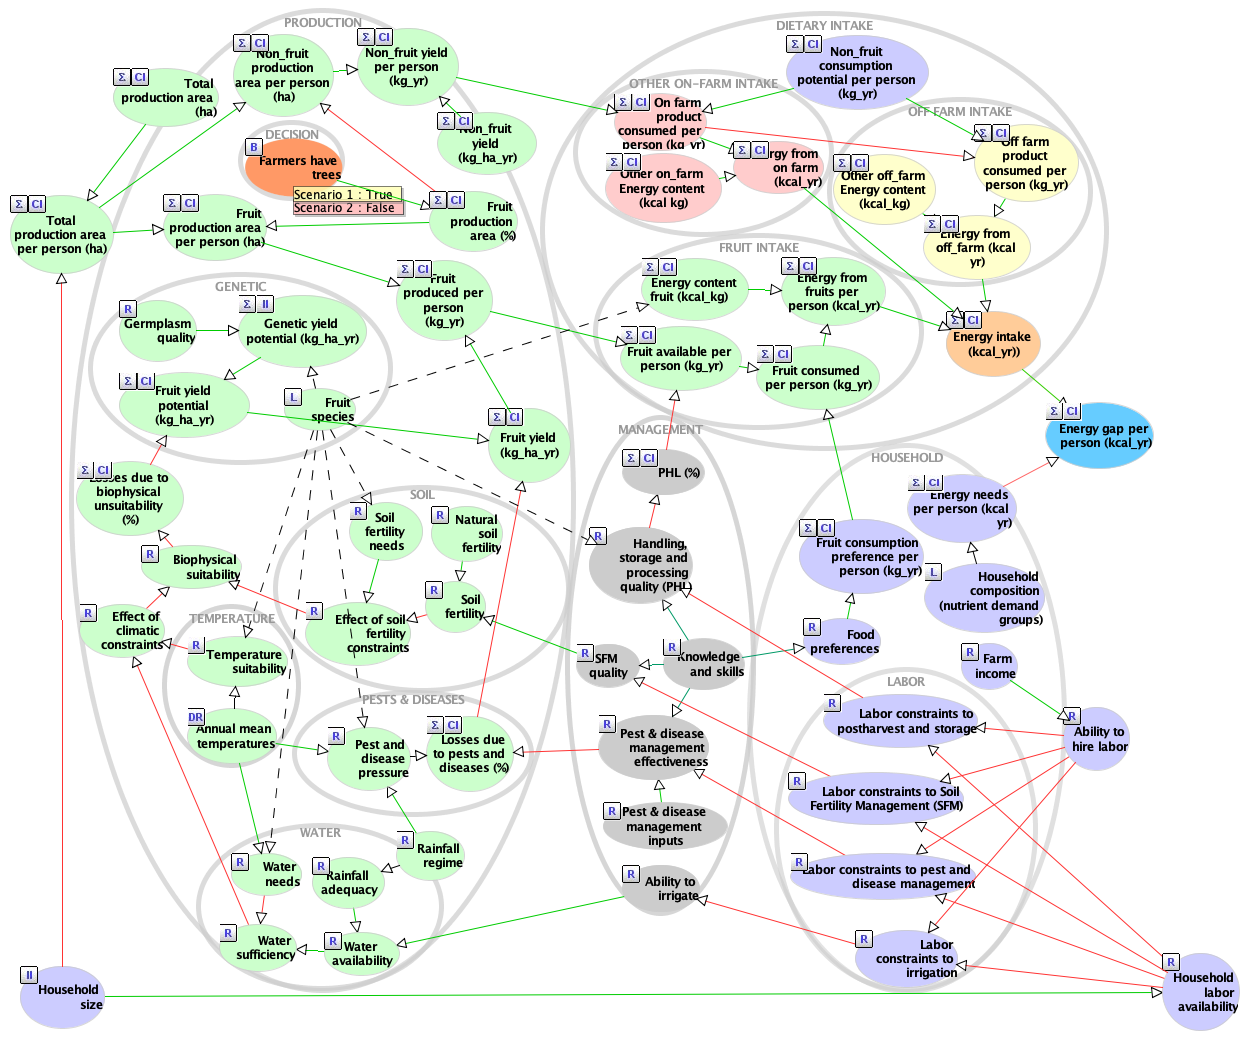 PRODUCTION
Σ CI
Non_fruit
production
area per person
(ha)
Σ CI
Non_fruit yield
per person
(kg_yr)
Σ CI
Total
production area
(ha)
Σ CI
Non_fruit
yield
(kg_ha_yr)
DECISION
B
Farmers have
trees
Scenario 1 : True
Scenario 2 : False
Σ CI
Total
production area
per person (ha)
Σ CI
Fruit
production area
per person (ha)
Σ CI
Fruit
production
area (%)
Σ CI
Fruit
produced per
person
(kg_yr)
GENETIC
R
Germplasm
quality
Σ II
Genetic yield
potential (kg_ha_yr)
Σ CI
Fruit yield
potential
(kg_ha_yr)
L
Fruit
species
Σ CI
Fruit yield
(kg_ha_yr)
Σ CI
Losses due to
biophysical
unsuitability
(%)
R
Biophysical
suitability
R
Effect of
climatic
constraints
SOIL
R
Soil
fertility
needs
R
Natural
soil
fertility
R
Soil
fertility
R
Effect of soil
fertility
constraints
TEMPERATURE
R
Temperature
suitability
DR
Annual mean
temperatures
PESTS & DISEASES
R
Pest and
disease
pressure
Σ CI
Losses due
to pests and
diseases (%)
WATER
R
Water
needs
R
Rainfall
adequacy
R
Rainfall
regime
R
Water
sufficiency
R
Water
availability
II
Household
size
DIETARY INTAKE
Σ CI
Non_fruit
consumption
potential per person
(kg_yr)
OTHER ON-FARM INTAKE
Σ CI
On farm
product
consumed per
person (kg_yr)
Σ CI
Other on_farm
Energy content
(kcal kg)
Σ CI
rgy from
on farm
(kcal_yr)
OFF FARM INTAKE
Σ CI
Off farm
product
consumed per
person (kg_yr)
Σ CI
Other off_farm
Energy content
(kcal_kg)
Σ CI
Energy from
off_farm (kcal
yr)
FRUIT INTAKE
Σ CI
Energy content
fruit (kcal_kg)
Σ CI
Energy from
fruits per
person (kcal_yr)
Σ CI
Fruit available per
person (kg_yr)
Σ CI
Fruit consumed
per person (kg_yr)
Σ CI
Energy intake
(kcal_yr))
Σ CI
Energy gap per
person (kcal_yr)
MANAGEMENT
Σ CI
PHL (%)
R
Handling,
storage and
processing
quality (PHL)
R
Knowledge
and skills
R
SFM
quality
R
Pest & disease
management
effectiveness
R
Pest & disease
management
inputs
R
Ability to
irrigate
HOUSEHOLD
Σ CI
Energy needs
per person (kcal
yr)
Σ CI
Fruit consumption
preference per
person (kg_yr)
L
Household
composition
(nutrient demand
groups)
R
Food
preferences
R
Farm
income
LABOR
R
Labor constraints to
postharvest and storage
R
Ability to
hire labor
R
Labor constraints to Soil
Fertility Management (SFM)
R
Labor constraints to pest and
disease management
R
Labor
constraints to
irrigation
R
Household
labor
availability